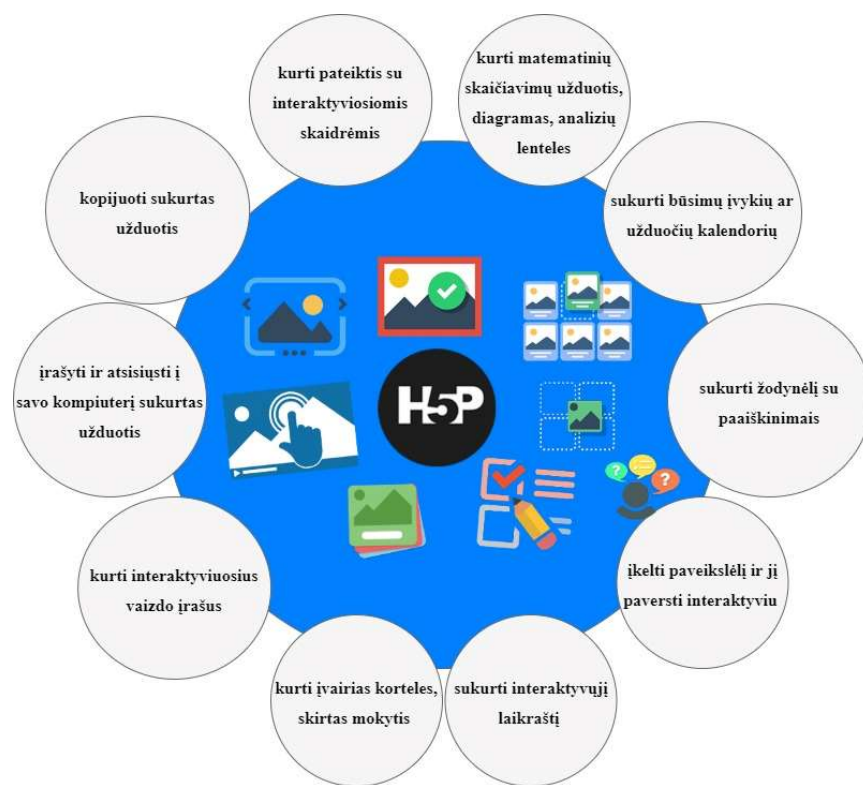 kurti pateiktis su
interaktyviosiomis
skaidrėmis
kurti matematinių
skaičiavimų užduotis,
diagramas, analizių
lenteles
kopijuoti sukurtas
užduotis
sukurti būsimų įvykių ar
užduočių kalendorių
įrašyti ir atsisiųsti į
savo kompiuterį sukurtas
užduotis
H5P
sukurti žodynėlį su
paaiškinimais
kurti interaktyviuosius
vaizdo įrašus
įkelti paveikslėlį ir jį
paversti interaktyviu
kurti įvairias korteles,
skirtas mokytis
sukurti interaktyvųjį
laikraštį